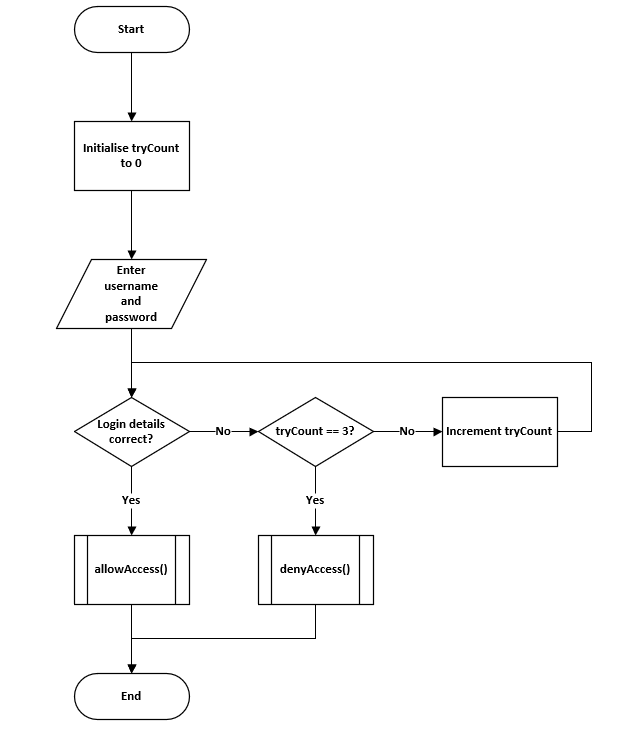 Start
Initialise tryCount
to 0
Enter
username
and
password
Login details
correct?
No
tryCount == 3?
No
Increment tryCount
Yes
Yes
allowAccess()
denyAccess()
End